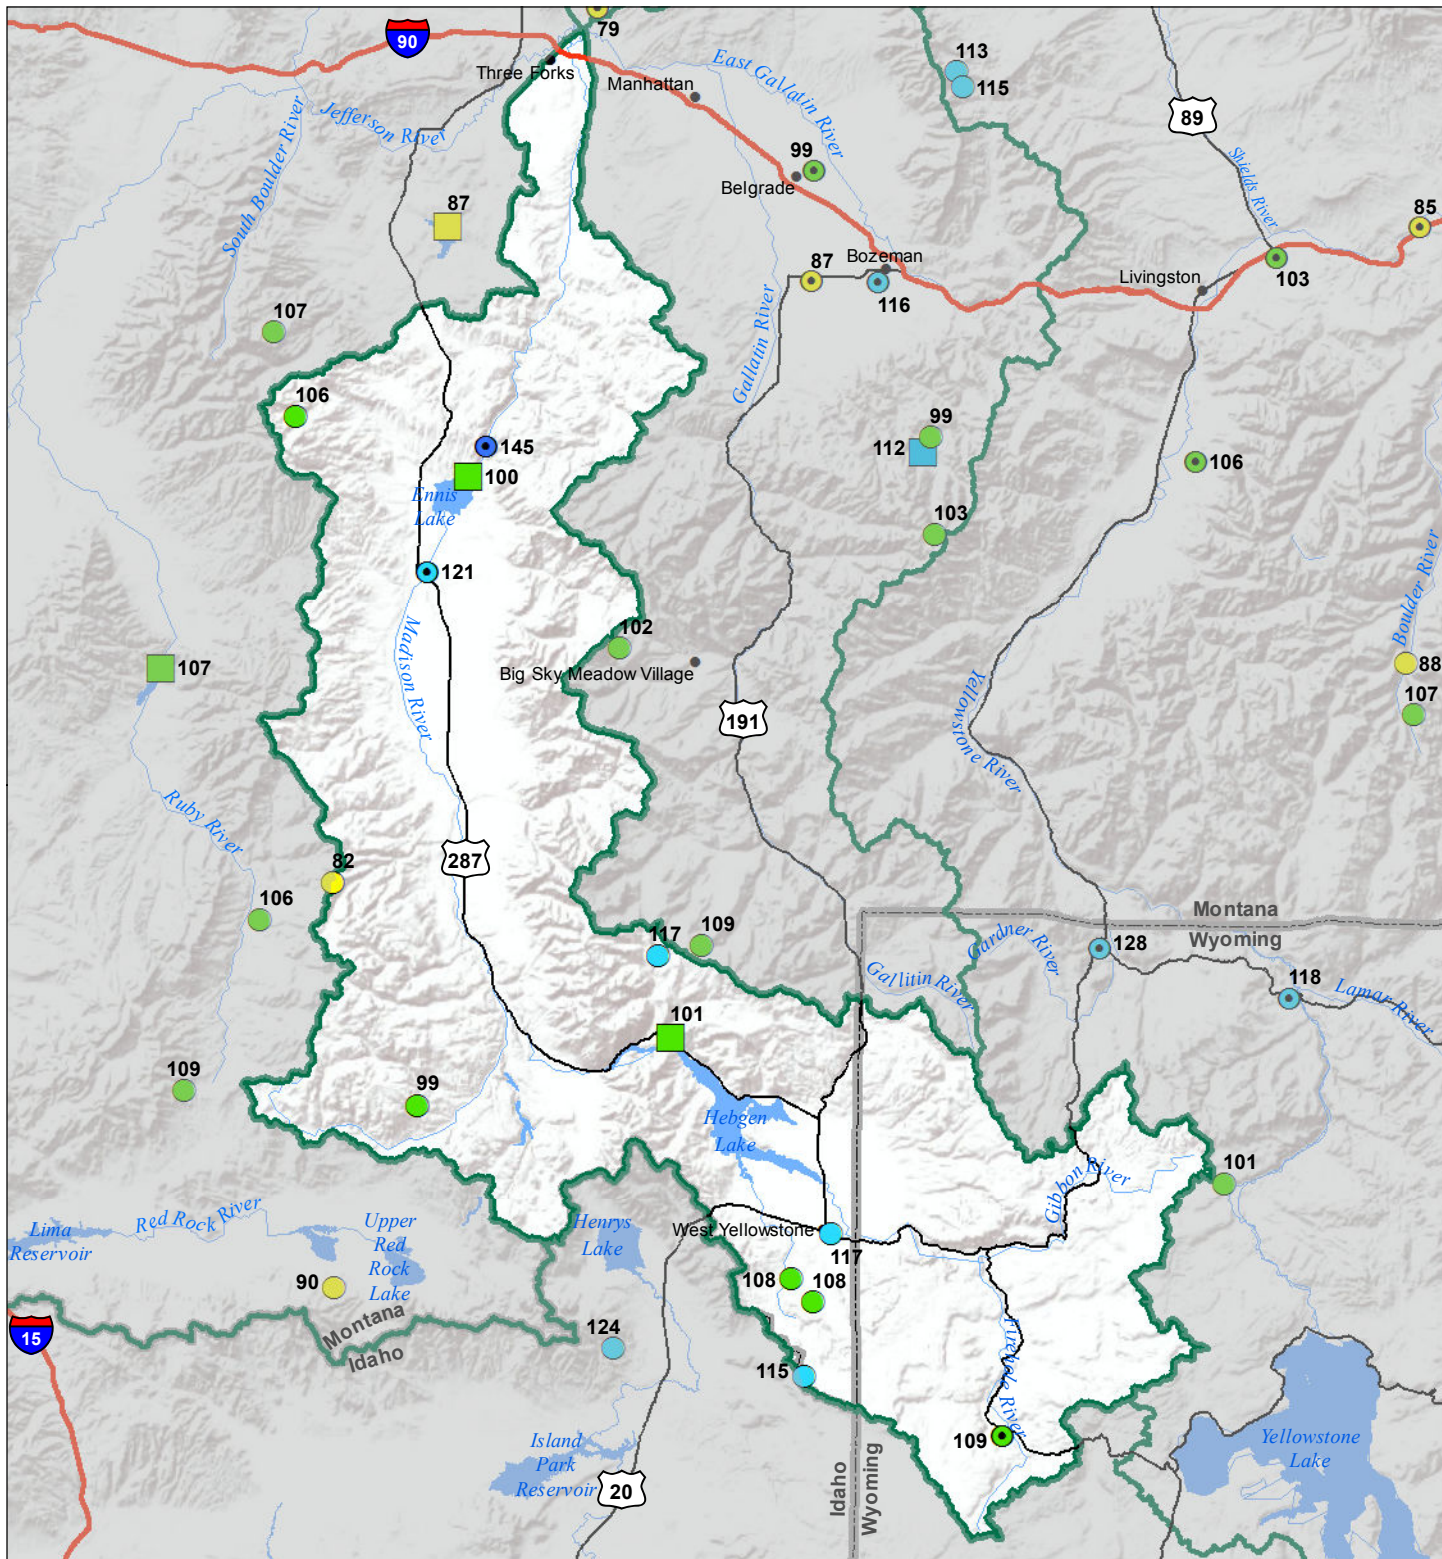 79
90
Three Forks
Manhattan
East Gallatin River
113
115
89
Jefferson River
South Boulder River
99
Belgrade
Shields River
87
85
87
Bozeman
116
Livingston
103
107
Gallatin River
106
145
100
Ennis
Lake
99
112
106
103
121
Madison River
102
Big Sky Meadow Village
107
191
Yellowstone River
Boulder River
88
107
Ruby River
82
287
106
117
109
Montana
Wyoming
Gardner River
128
Gallitin River
118
Lamar River
101
109
99
Hebgen
Lake
Gibbon River
101
Red Rock River
Lima
Reservoir
Upper
Red
Rock
Lake
Henrys
Lake
West Yellowstone
117
90
108
108
Montana
Idaho
15
124
115
Firehole River
109
Island
Park
Reservoir
20
Idaho
Wyoming
Yellowstone
Lake